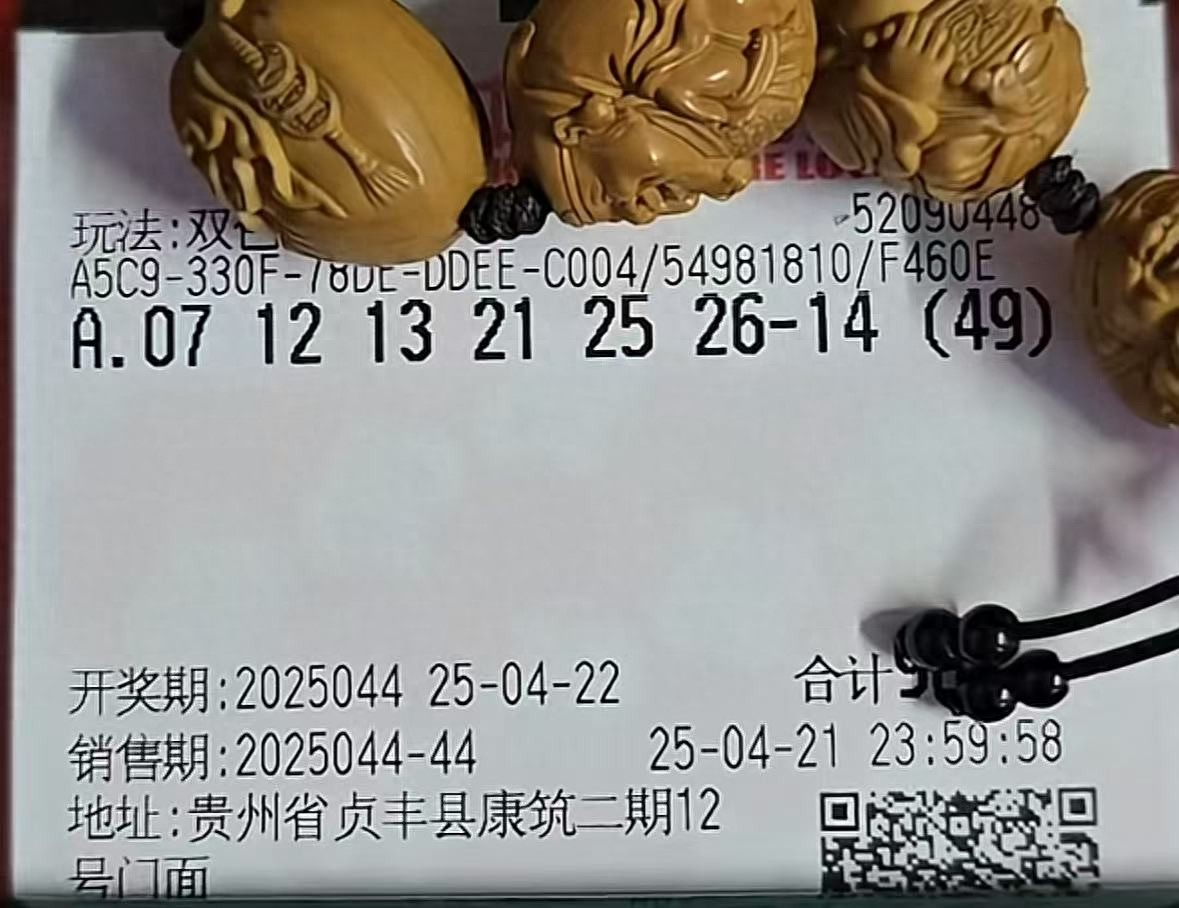 玩法:双
52090448
A5C9-330F-78DE-DDEE-C004/54981810/F460E
A.07 12 13 21 25 26-14 (49)
开奖期:2025044 25-04-22 合计
销售期:2025044-44 25-04-21 23:59:58
地址:贵州省贞丰县康筑二期12
号门面